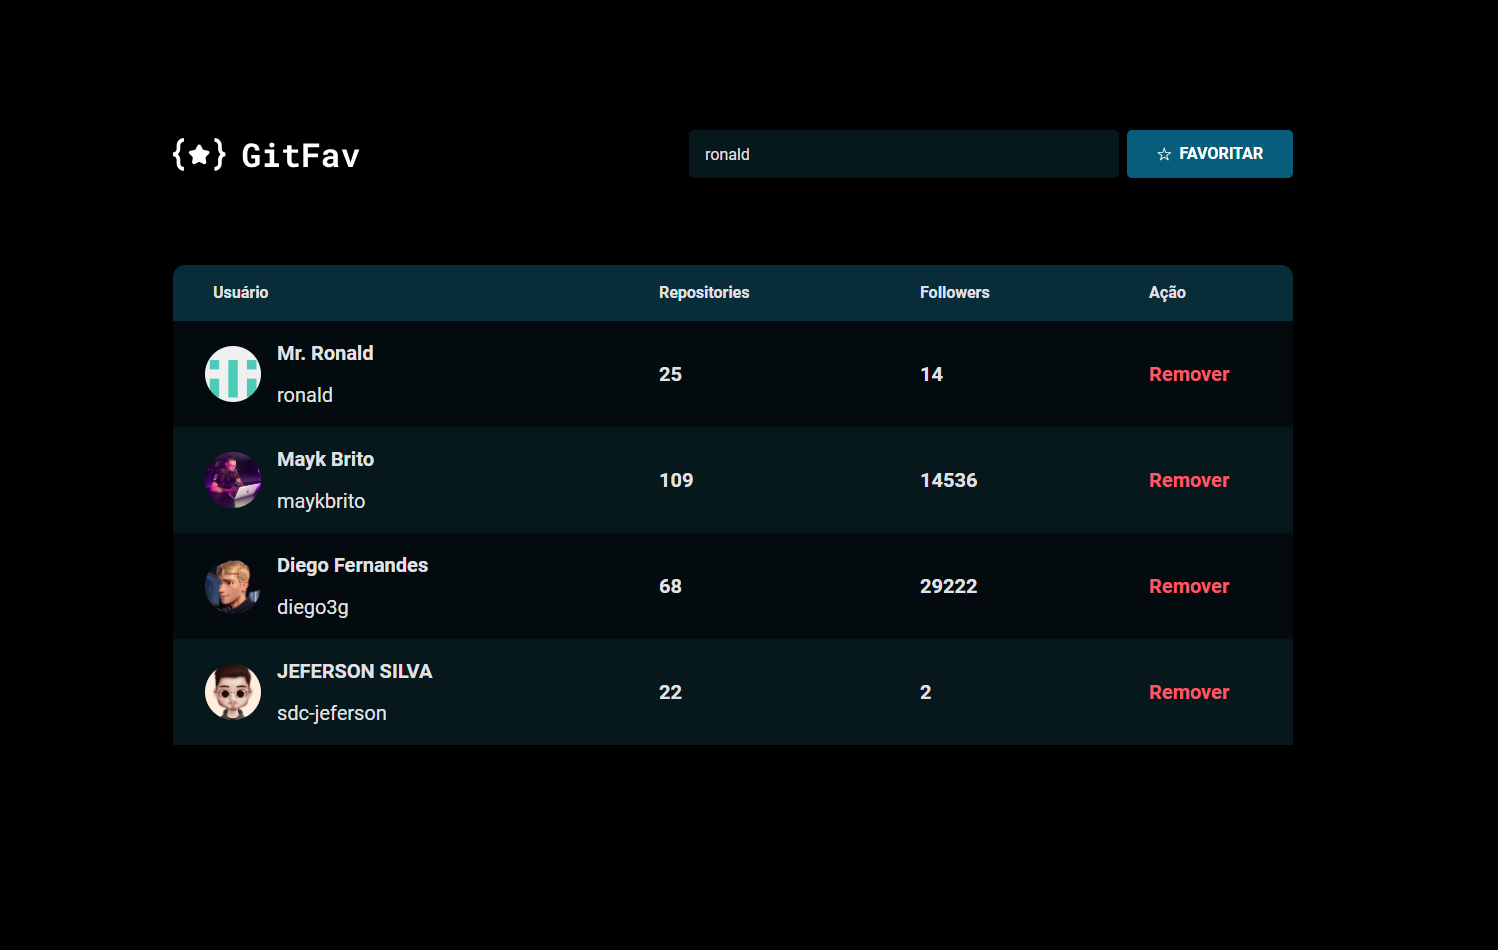 {★} GitFav
ronald
☆ FAVORITAR
Usuário Repositories Followers Ação
Mr. Ronald
ronald
25 14 Remover
Mayk Brito
maykbrito
109 14536 Remover
Diego Fernandes
diego3g
68 29222 Remover
JEFERSON SILVA
sdc-jeferson
22 2 Remover